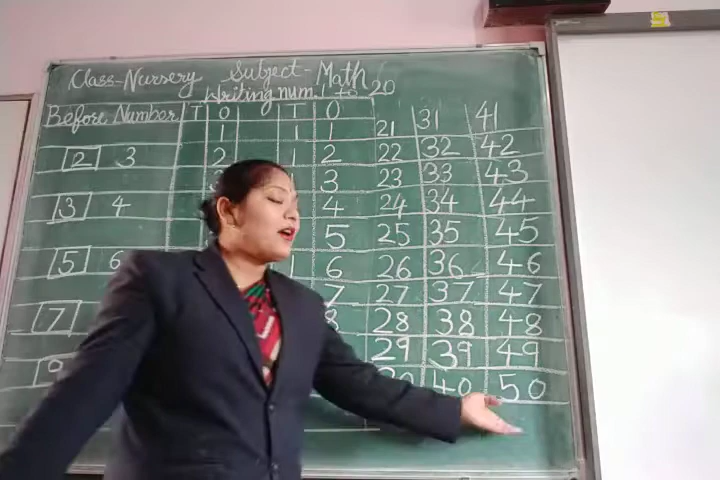 Class-Nursery Subject-Math
Writing num. 1 to 20
Before Number T O T O 31 41
1 1 1 21
2 3 2 1 2 22 32 42
3 23 33 43
3 4 4 24 34 44
5 25 35 45
5 6 1 6 26 36 46
7 27 37 47
7 8 28 38 48
29 39 49
9 40 50